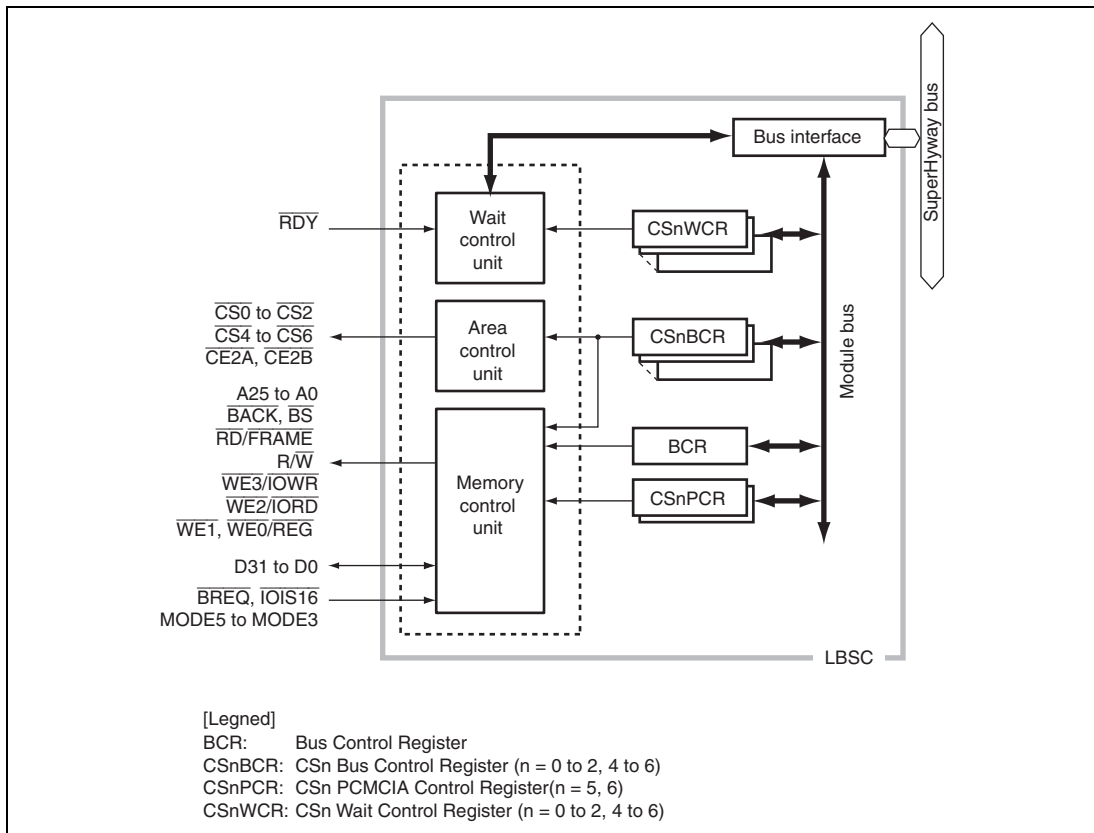 SuperHyway bus
Bus interface
RDY
Wait
control
unit
CSnWCR
CS0 to CS2
CS4 to CS6
CE2A, CE2B
Area
control
unit
CSnBCR
Module bus
A25 to A0
BACK, BS
RD/FRAME
R/W
WE3/IOWR
WE2/IORD
WE1, WE0/REG
Memory
control
unit
BCR
CSnPCR
D31 to D0
BREQ, IOIS16
MODE5 to MODE3
LBSC
[Legned]
BCR: Bus Control Register
CSnBCR: CSn Bus Control Register (n = 0 to 2, 4 to 6)
CSnPCR: CSn PCMCIA Control Register(n = 5, 6)
CSnWCR: CSn Wait Control Register (n = 0 to 2, 4 to 6)